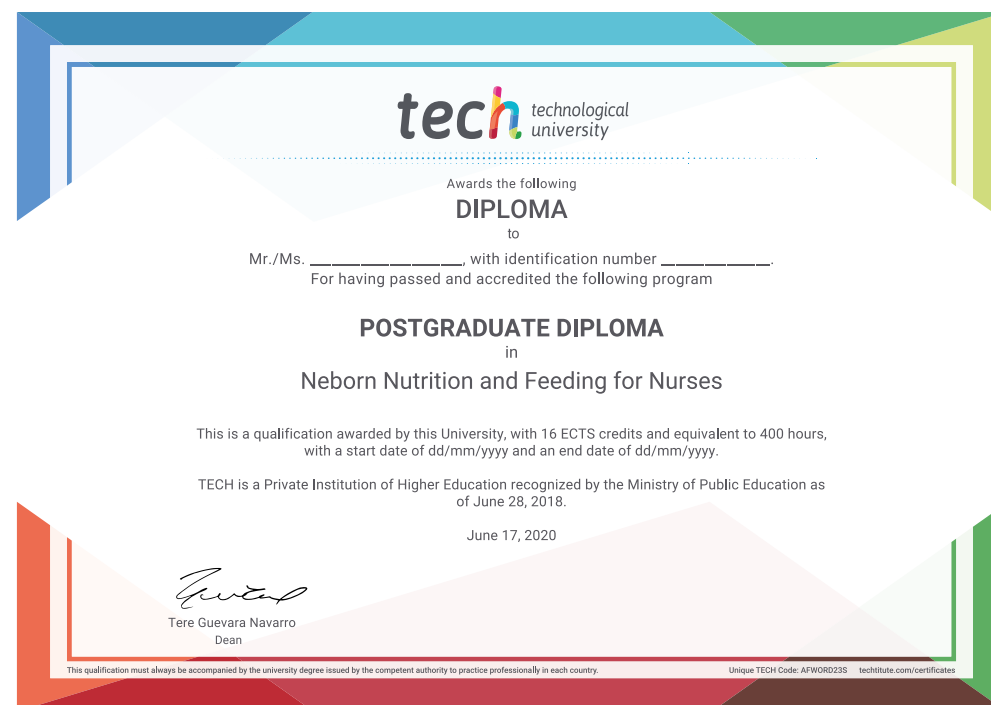 tech technological
university
Awards the following
DIPLOMA
to
Mr./Ms. ____________________, with identification number ______________.
For having passed and accredited the following program
POSTGRADUATE DIPLOMA
in
Neborn Nutrition and Feeding for Nurses
This is a qualification awarded by this University, with 16 ECTS credits and equivalent to 400 hours,
with a start date of dd/mm/yyyy and an end date of dd/mm/yyyy.
TECH is a Private Institution of Higher Education recognized by the Ministry of Public Education as
of June 28, 2018.
June 17, 2020
Tere Guevara Navarro
Dean
This qualification must always be accompanied by the university degree issued by the competent authority to practice professionally in each country. Unique TECH Code: AFWORD23S techtitute.com/certificates